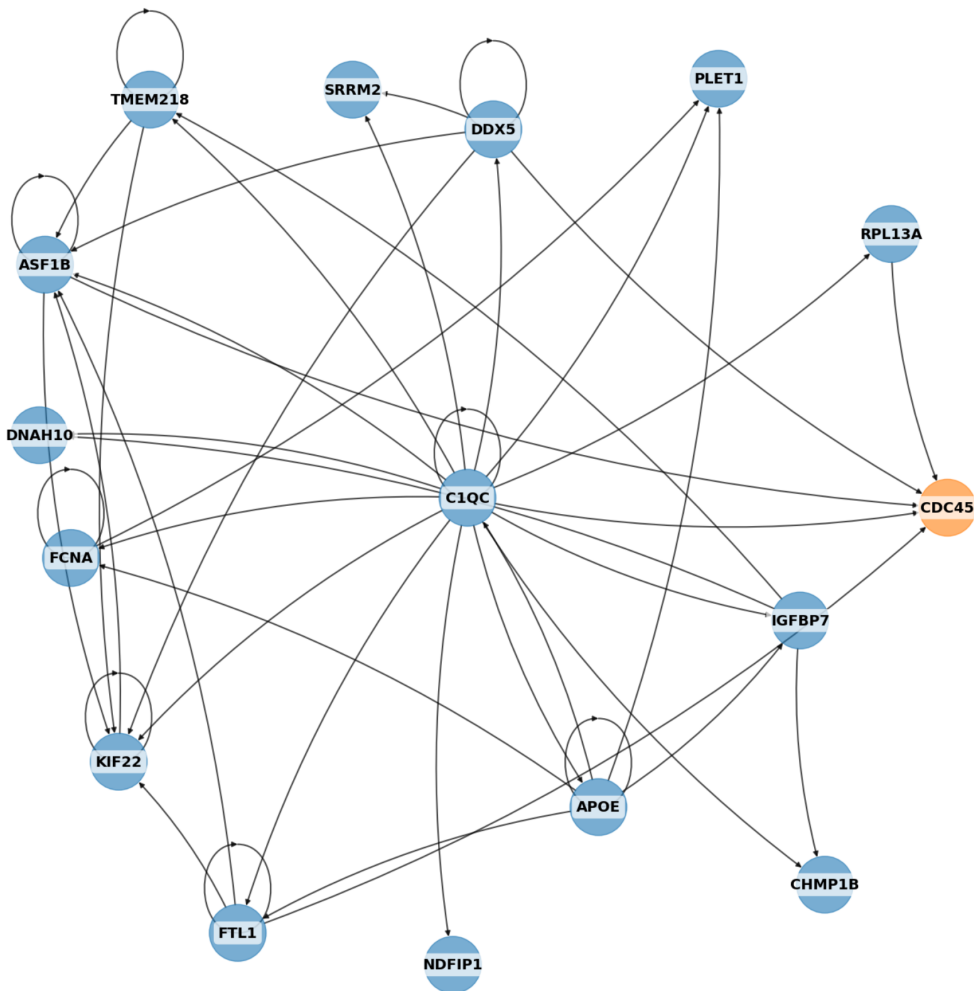 PLET1
SRRM2
TMEM218
DDX5
RPL13A
ASF1B
DNAH10
C1QC
CDC45
FCNA
IGFBP7
KIF22
APOE
CHMP1B
FTL1
NDFIP1